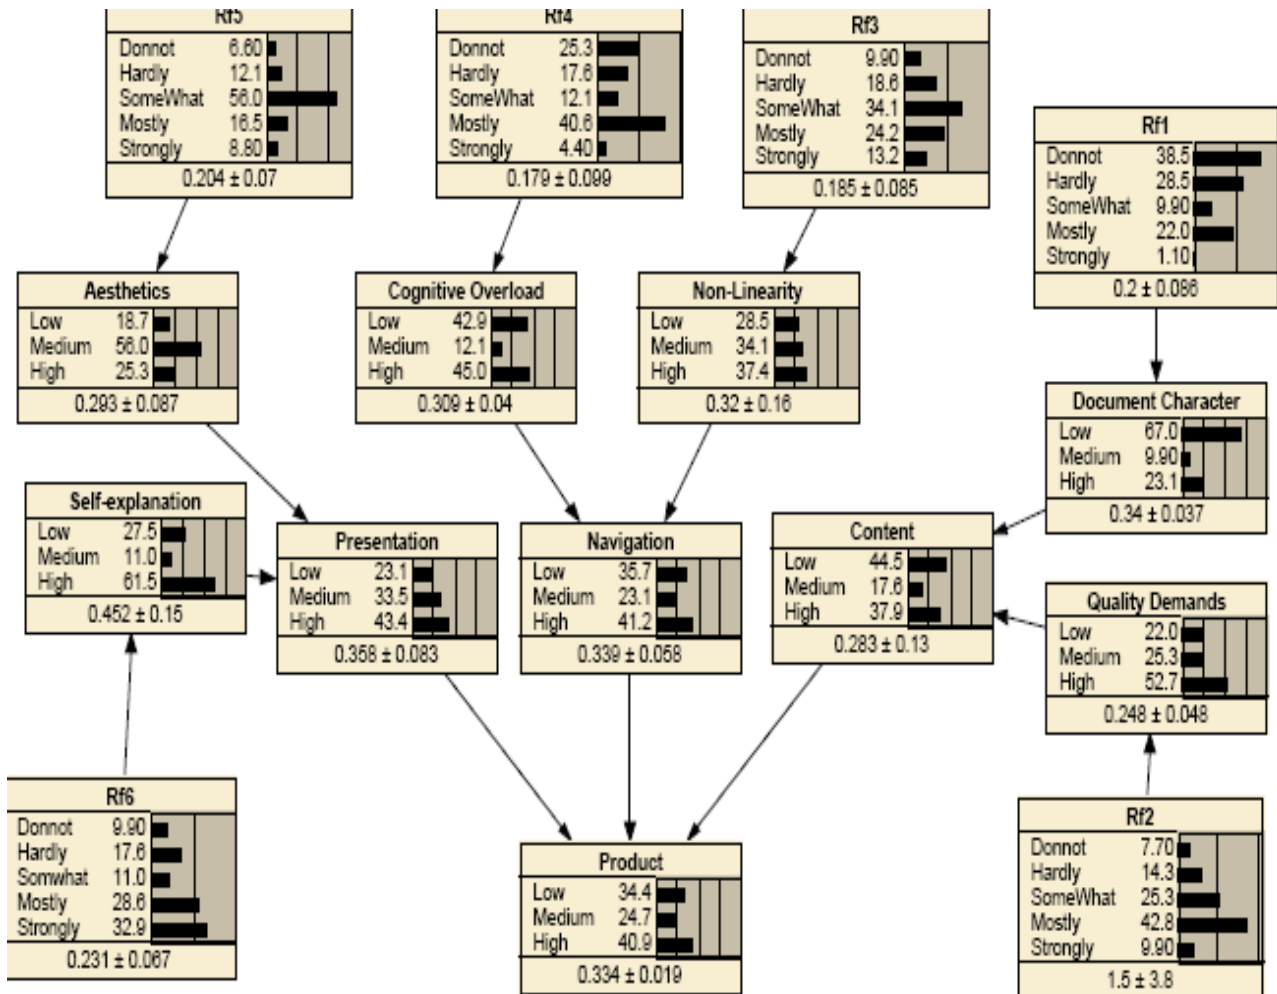 Rf5
Donnot 6.60
Hardly 12.1
SomeWhat 56.0
Mostly 16.5
Strongly 8.80
0.204 ± 0.07
Rf4
Donnot 25.3
Hardly 17.6
SomeWhat 12.1
Mostly 40.6
Strongly 4.40
0.179 ± 0.099
Rf3
Donnot 9.90
Hardly 18.6
SomeWhat 34.1
Mostly 24.2
Strongly 13.2
0.185 ± 0.085
Rf1
Donnot 38.5
Hardly 28.5
SomeWhat 9.90
Mostly 22.0
Strongly 1.10
0.2 ± 0.086
Aesthetics
Low 18.7
Medium 56.0
High 25.3
0.293 ± 0.087
Cognitive Overload
Low 42.9
Medium 12.1
High 45.0
0.309 ± 0.04
Non-Linearity
Low 28.5
Medium 34.1
High 37.4
0.32 ± 0.16
Document Character
Low 67.0
Medium 9.90
High 23.1
0.34 ± 0.037
Self-explanation
Low 27.5
Medium 11.0
High 61.5
0.452 ± 0.15
Presentation
Low 23.1
Medium 33.5
High 43.4
0.358 ± 0.083
Navigation
Low 35.7
Medium 23.1
High 41.2
0.339 ± 0.058
Content
Low 44.5
Medium 17.6
High 37.9
0.283 ± 0.13
Quality Demands
Low 22.0
Medium 25.3
High 52.7
0.248 ± 0.048
Rf6
Donnot 9.90
Hardly 17.6
Somwhat 11.0
Mostly 28.6
Strongly 32.9
0.231 ± 0.067
Product
Low 34.4
Medium 24.7
High 40.9
0.334 ± 0.019
Rf2
Donnot 7.70
Hardly 14.3
SomeWhat 25.3
Mostly 42.8
Strongly 9.90
1.5 ± 3.8